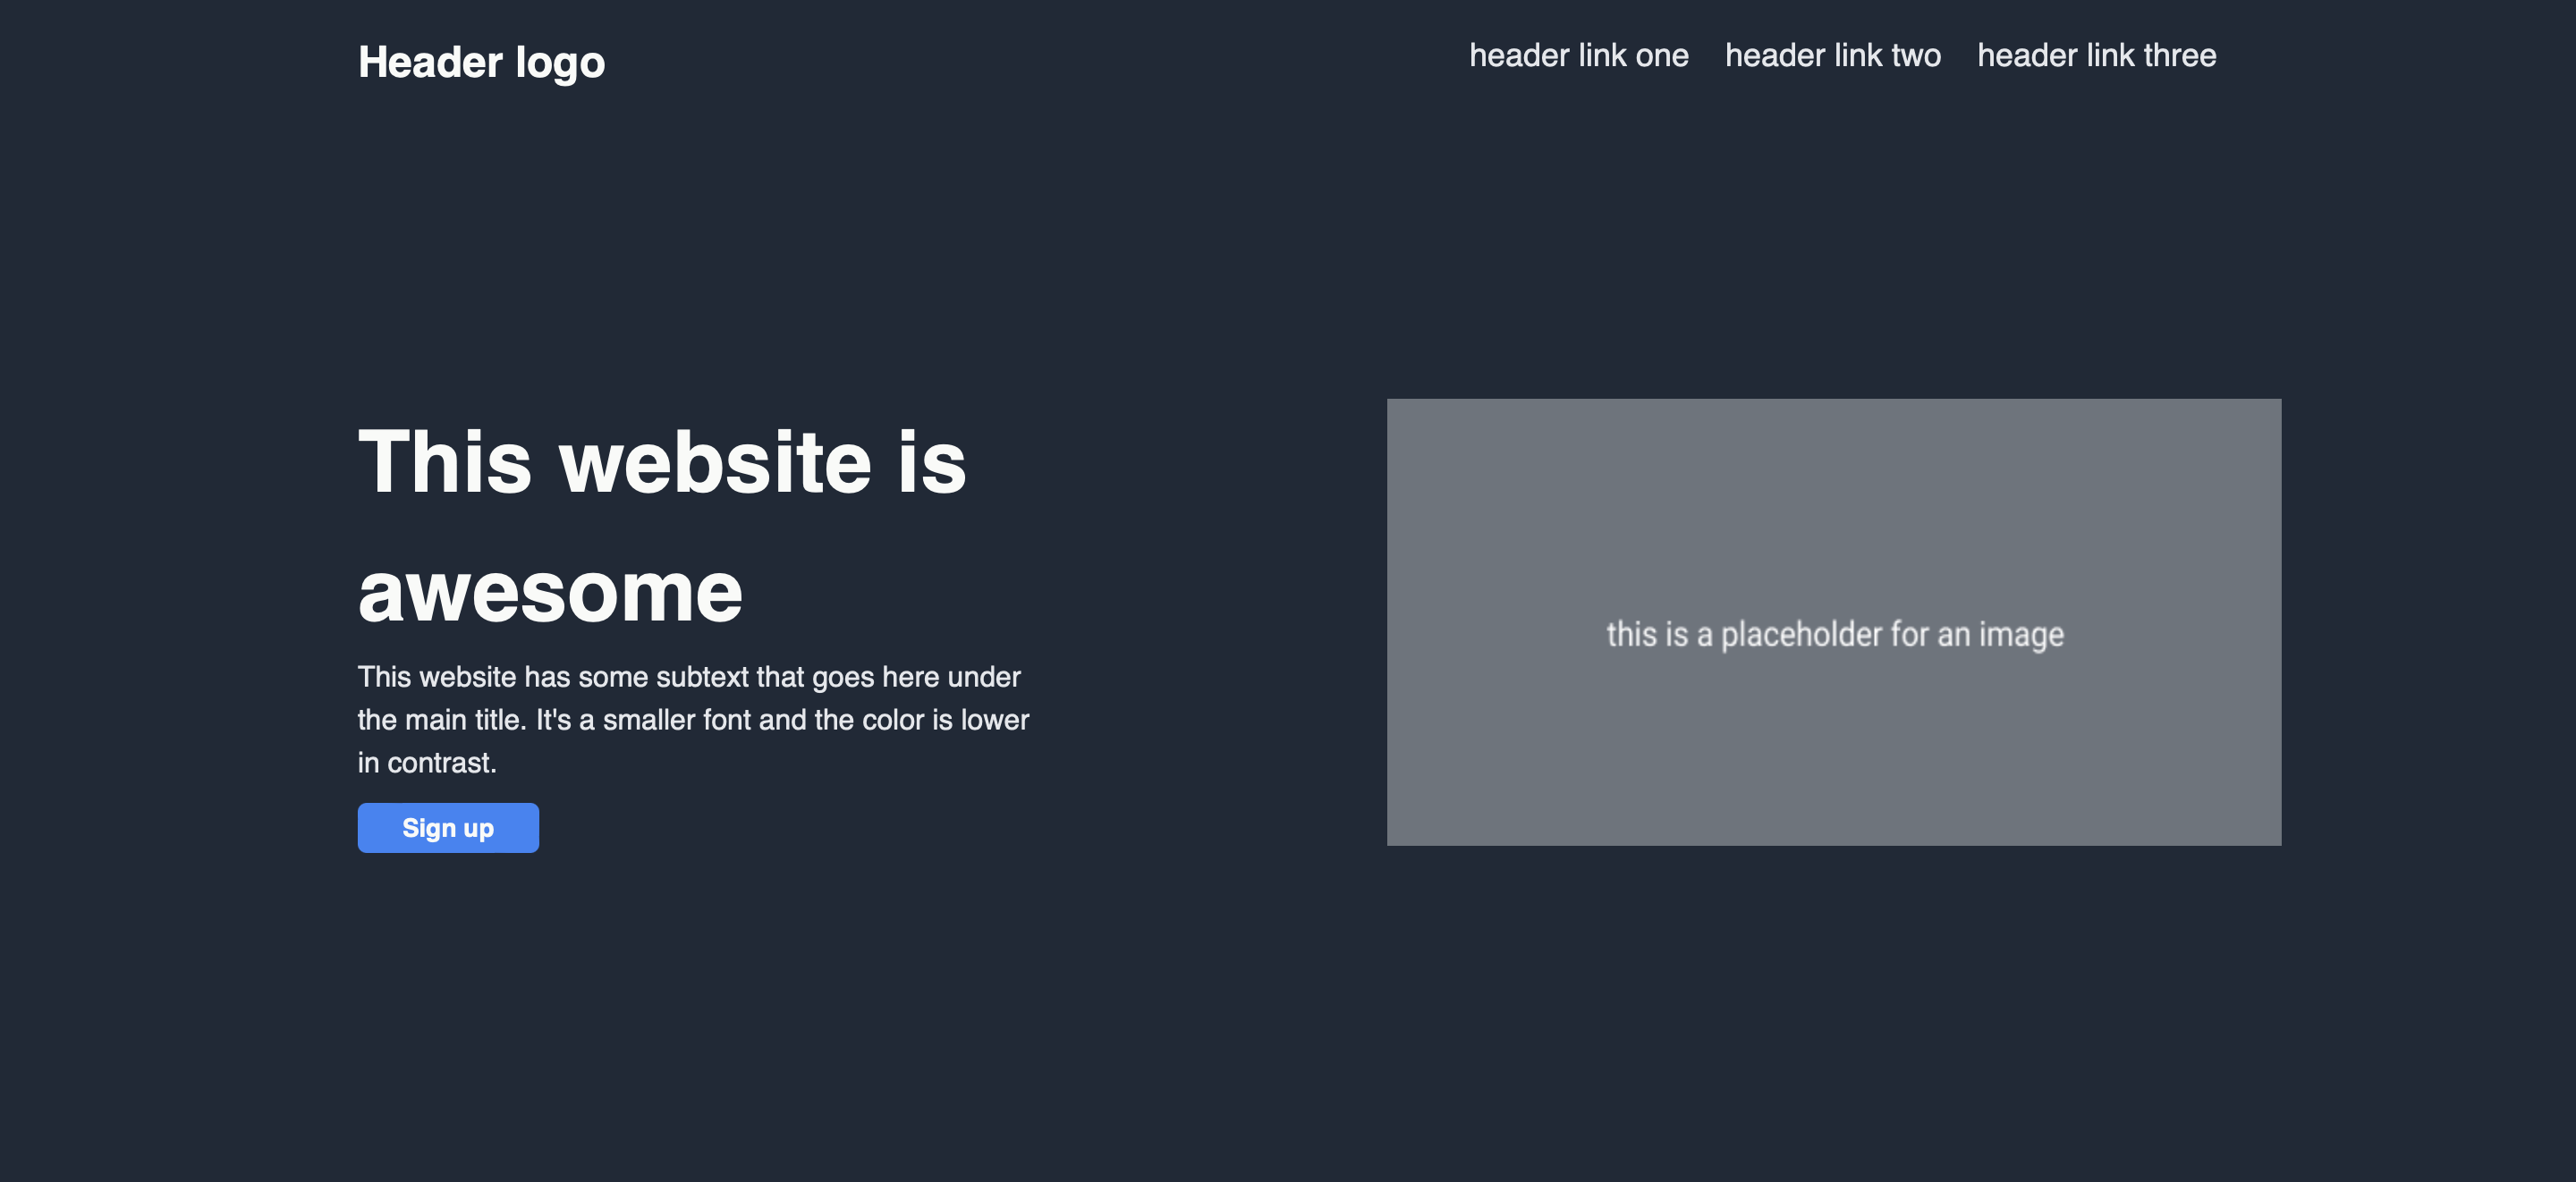 Header logo
header link one
header link two
header link three
This website is
awesome
This website has some subtext that goes here under
the main title. It's a smaller font and the color is lower
in contrast.
Sign up
this is a placeholder for an image